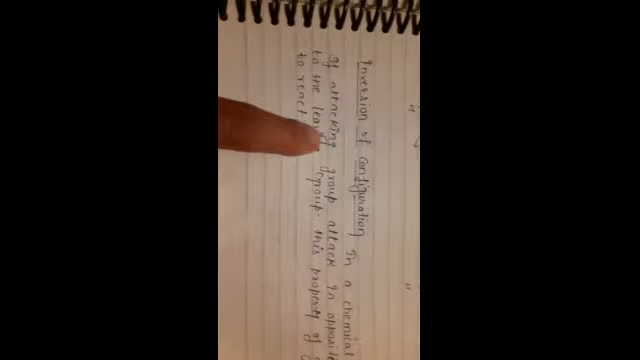 Inversion of Configuration In a chemical
If attacking group attack In opposite
to the group. this property of
to react